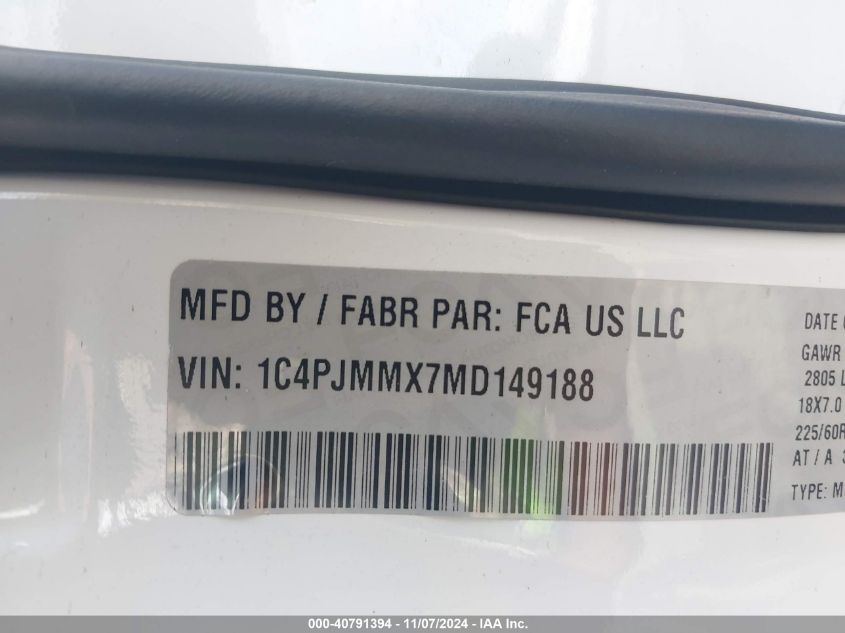 MFD BY / FABR PAR: FCA US LLC
VIN: 1C4PJMMX7MD149188
DATE
GAWR
2805
18X7.0
225/60R
AT / A
TYPE:
000-40791394 - 11/07/2024 - IAA Inc.